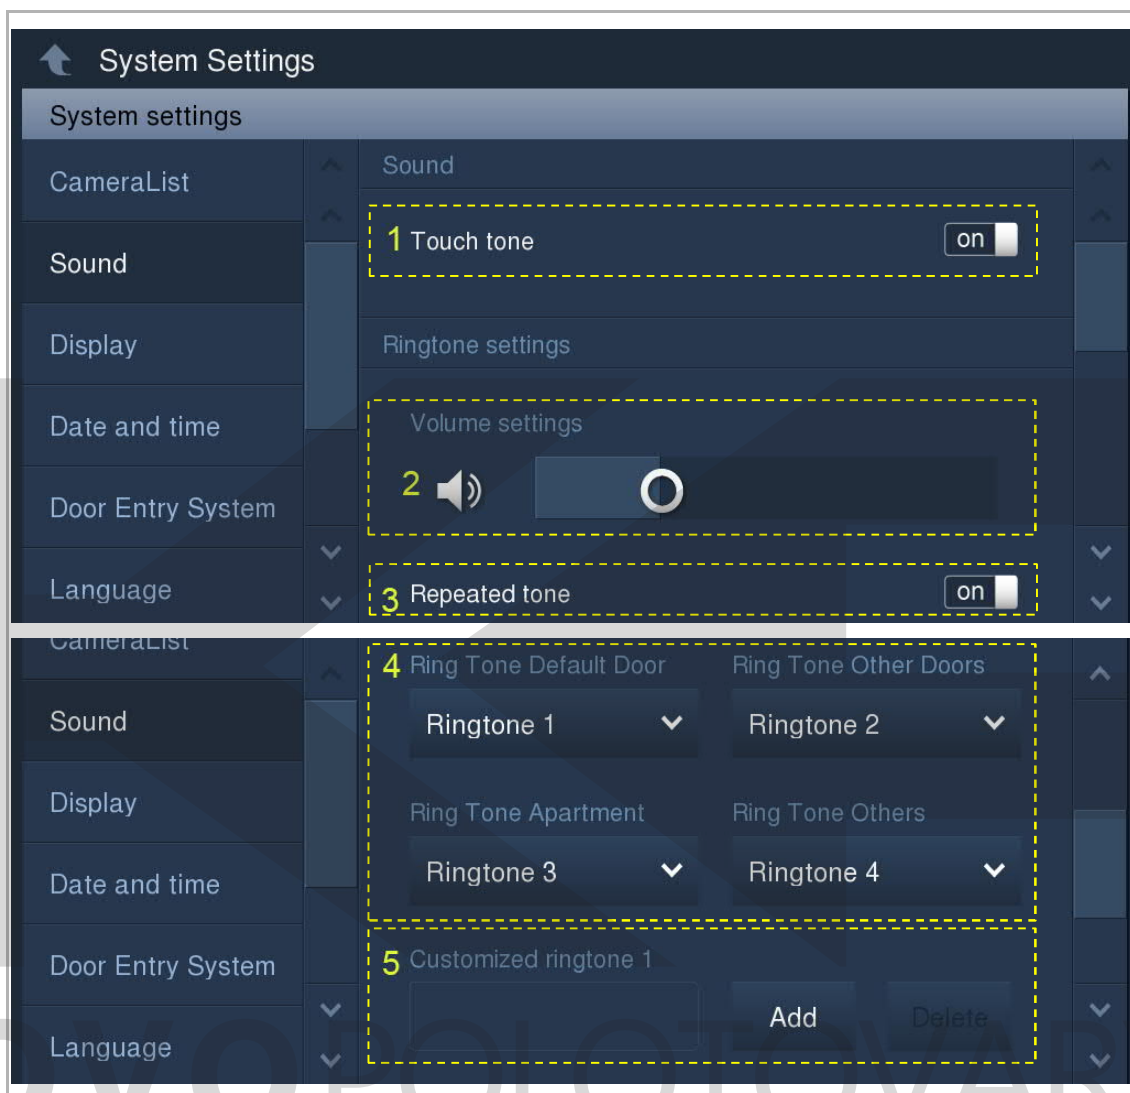 System Settings
System settings
CameraList
Sound
Display
Date and time
Door Entry System
Language
Sound
1 Touch tone on
Ringtone settings
Volume settings
2
3 Repeated tone on
CameraList
Sound
Display
Date and time
Door Entry System
Language
4 Ring Tone Default Door Ring Tone Other Doors
Ringtone 1 Ringtone 2
Ring Tone Apartment Ring Tone Others
Ringtone 3 Ringtone 4
5 Customized ringtone 1
Add Delete